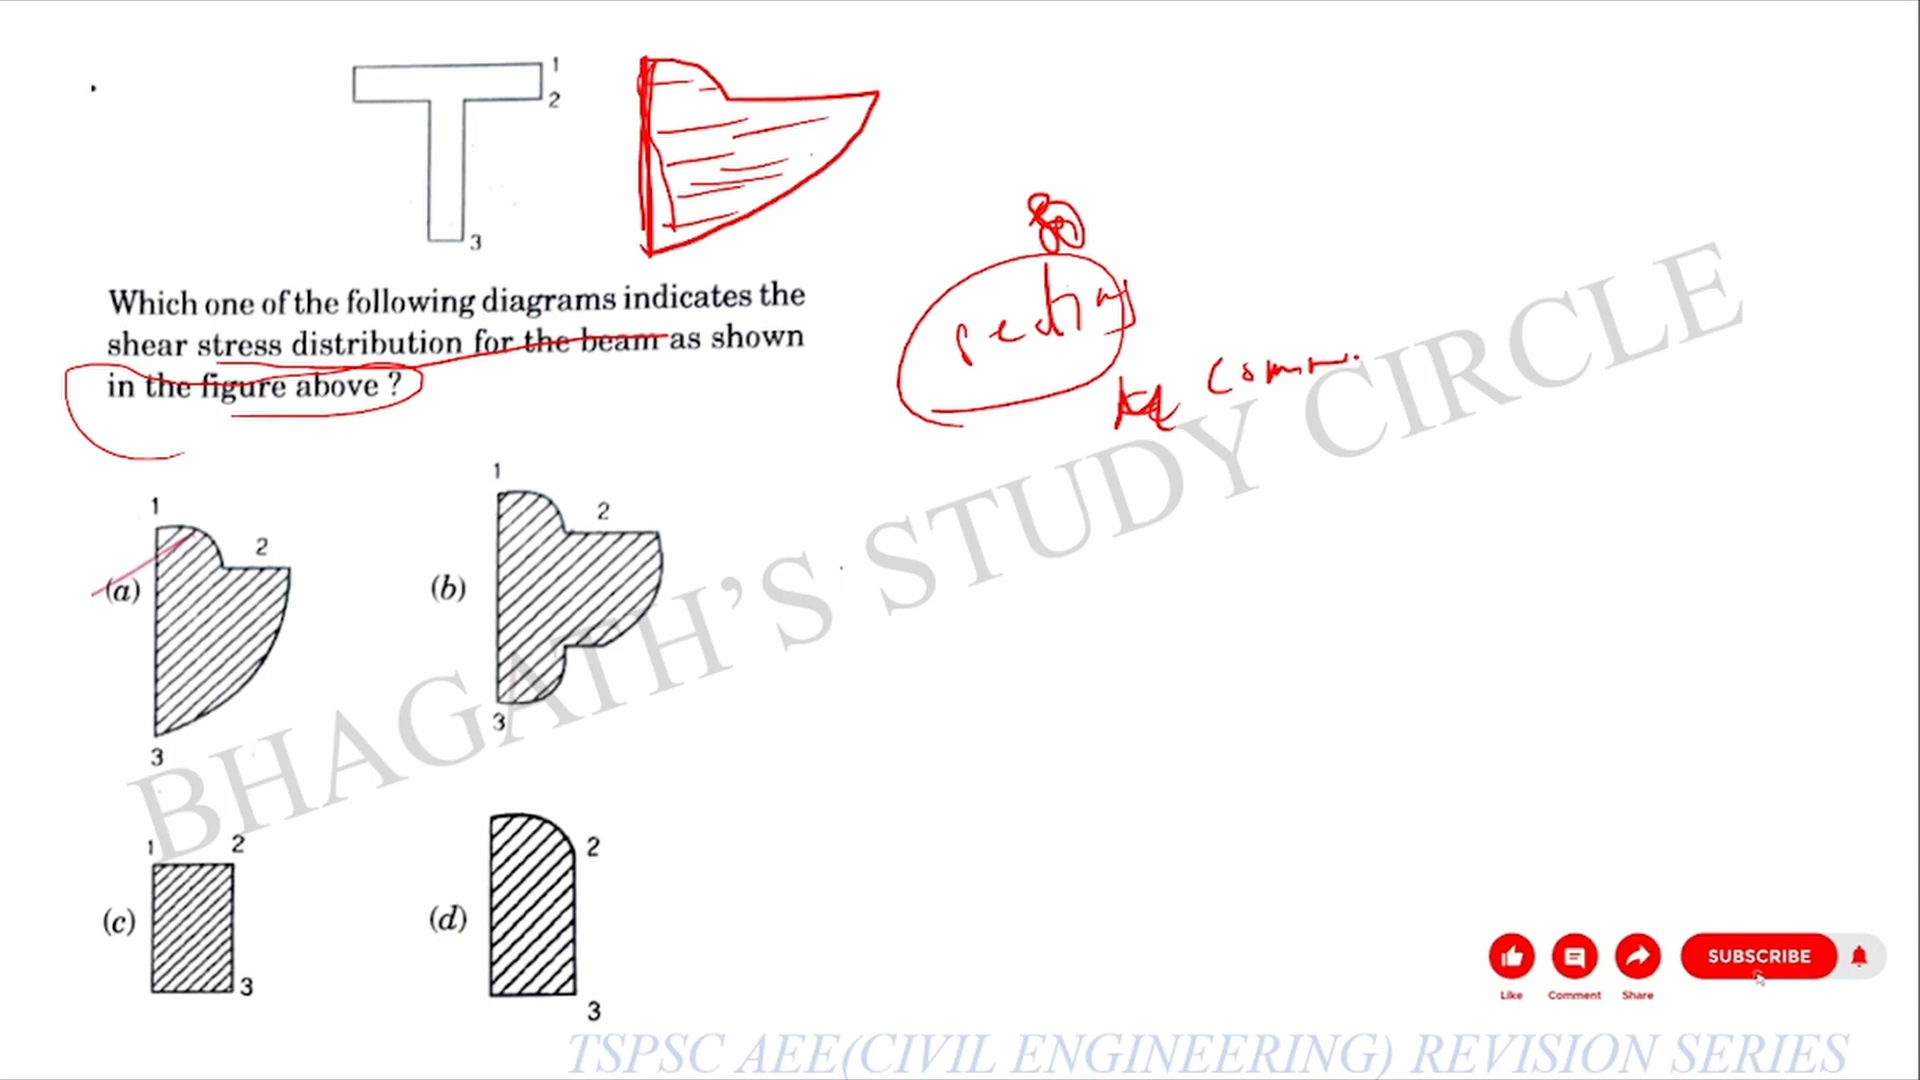 1
2
3
Which one of the following diagrams indicates the
shear stress distribution for the beam as shown
in the figure above ?
1
2
(a)
3
1
2
(b)
3
1
2
(c)
3
2
(d)
3
BHAGATH'S STUDY CIRCLE
Like
Comment
Share
SUBSCRIBE
TSPSC AEE(CIVIL ENGINEERING) REVISION SERIES